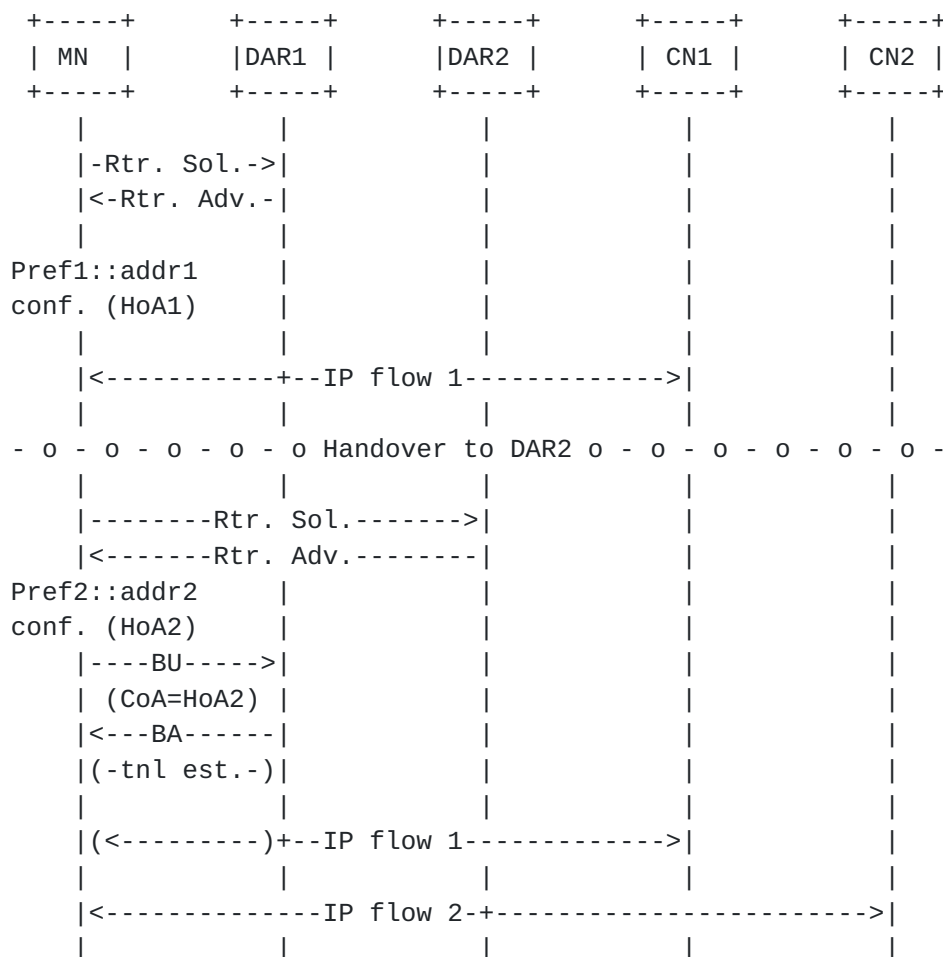 +-----+      +-----+      +-----+      +-----+      +-----+
| MN  |      |DAR1 |      |DAR2 |      | CN1 |      | CN2 |
+-----+      +-----+      +-----+      +-----+      +-----+
    |            |            |            |            |
    |-Rtr. Sol.->|            |            |            |
    |<-Rtr. Adv.-|            |            |            |
    |            |            |            |            |
Pref1::addr1     |            |            |            |
conf. (HoA1)     |            |            |            |
    |            |            |            |            |
    |<-----------+--IP flow 1------------->|            |
    |            |            |            |            |
- o - o - o - o - o Handover to DAR2 o - o - o - o - o - o -
    |            |            |            |            |
    |--------Rtr. Sol.------->|            |            |
    |<-------Rtr. Adv.--------|            |            |
Pref2::addr2     |            |            |            |
conf. (HoA2)     |            |            |            |
    |----BU----->|            |            |            |
    | (CoA=HoA2) |            |            |            |
    |<---BA------|            |            |            |
    |(-tnl est.-)|            |            |            |
    |            |            |            |            |
    |(<---------)+--IP flow 1------------->|            |
    |            |            |            |            |
    |<--------------IP flow 2-+------------------------>|
    |            |            |            |            |